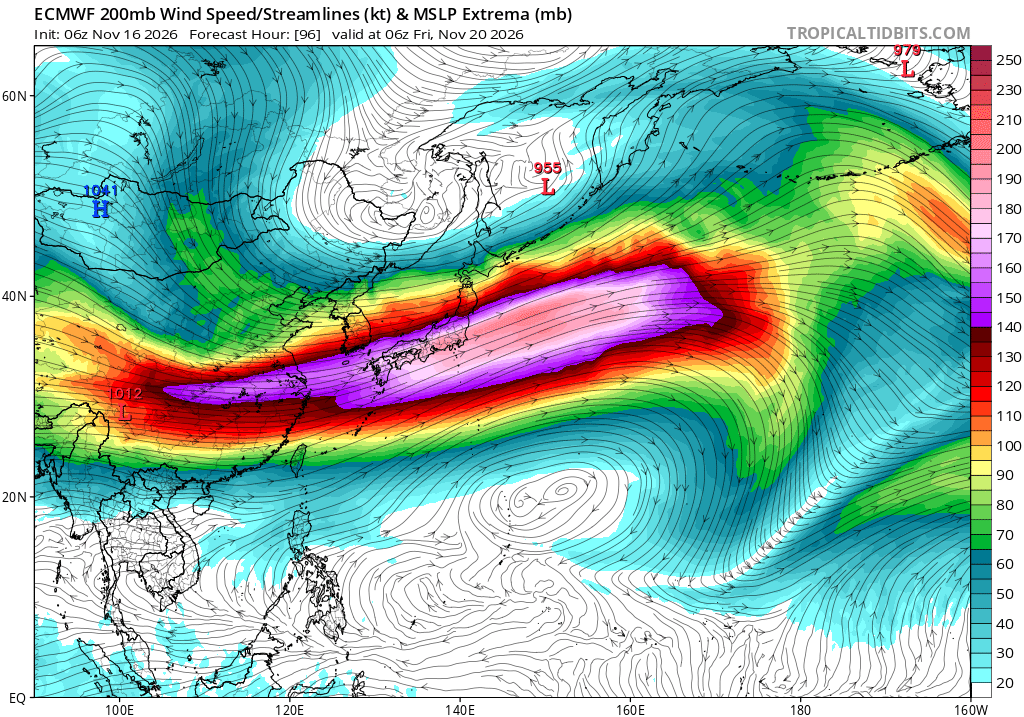 ECMWF 200mb Wind Speed/Streamlines (kt) & MSLP Extrema (mb)
Init: 06z Nov 16 2026 Forecast Hour: [96] valid at 06z Fri, Nov 20 2026
TROPICALTIDBITS.COM
979
L
955
L
1041
H
1012
L
60N
40N
20N
EQ
100E
120E
140E
160E
180
160W
250
230
210
200
190
180
170
160
150
140
130
120
110
100
90
80
70
60
50
40
30
20